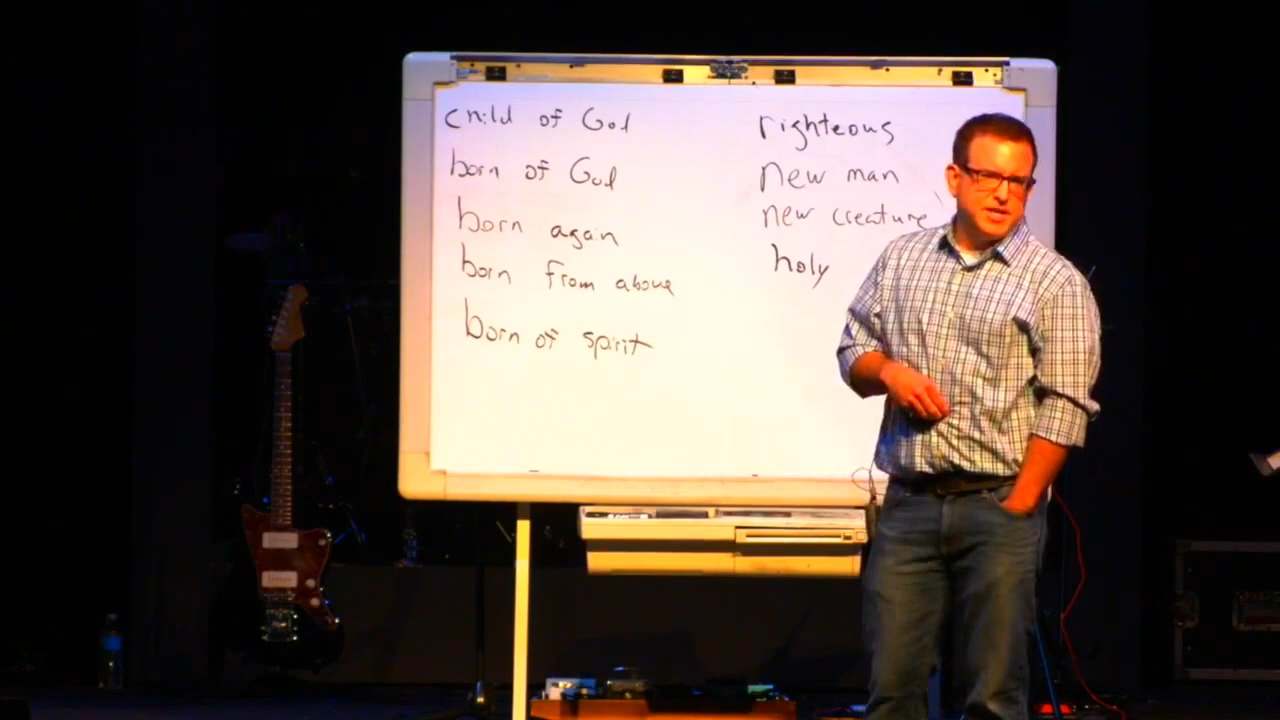 child of God
born of God
born again
born from above
born of spirit
righteous
new man
new creature
holy